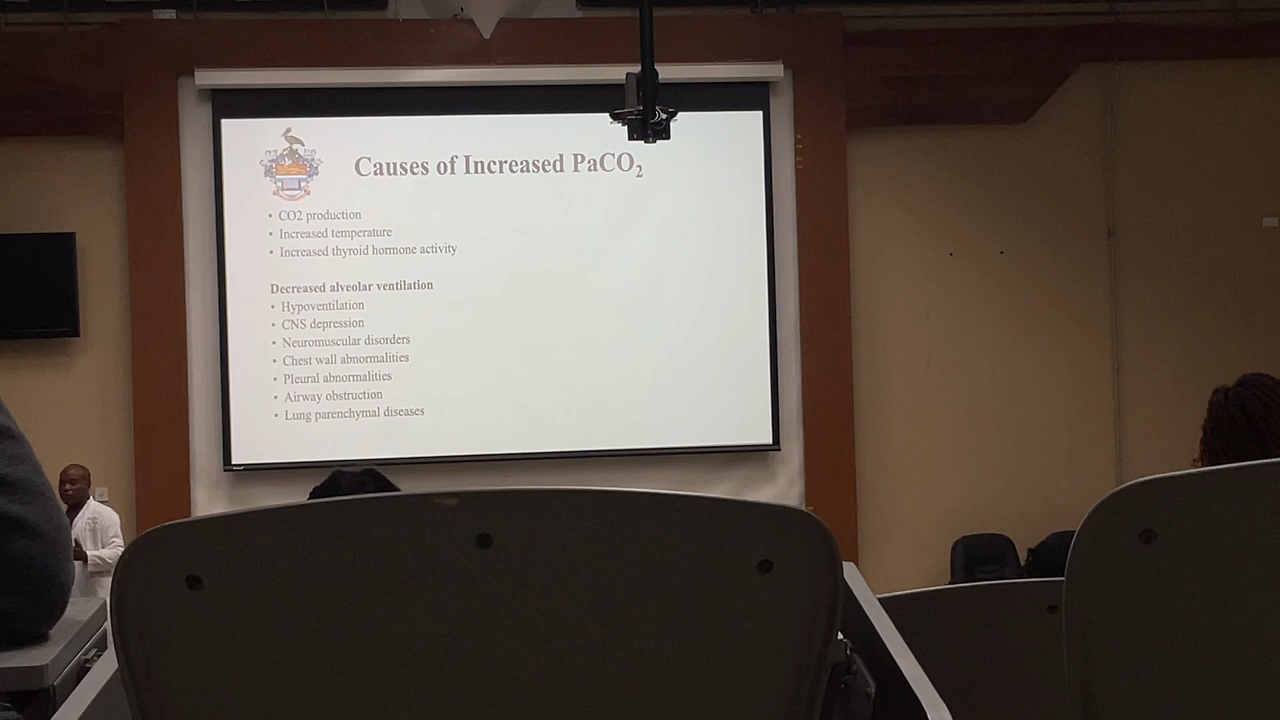 Causes of Increased PaCO₂
• CO2 production
• Increased temperature
• Increased thyroid hormone activity
Decreased alveolar ventilation
• Hypoventilation
• CNS depression
• Neuromuscular disorders
• Chest wall abnormalities
• Pleural abnormalities
• Airway obstruction
• Lung parenchymal diseases